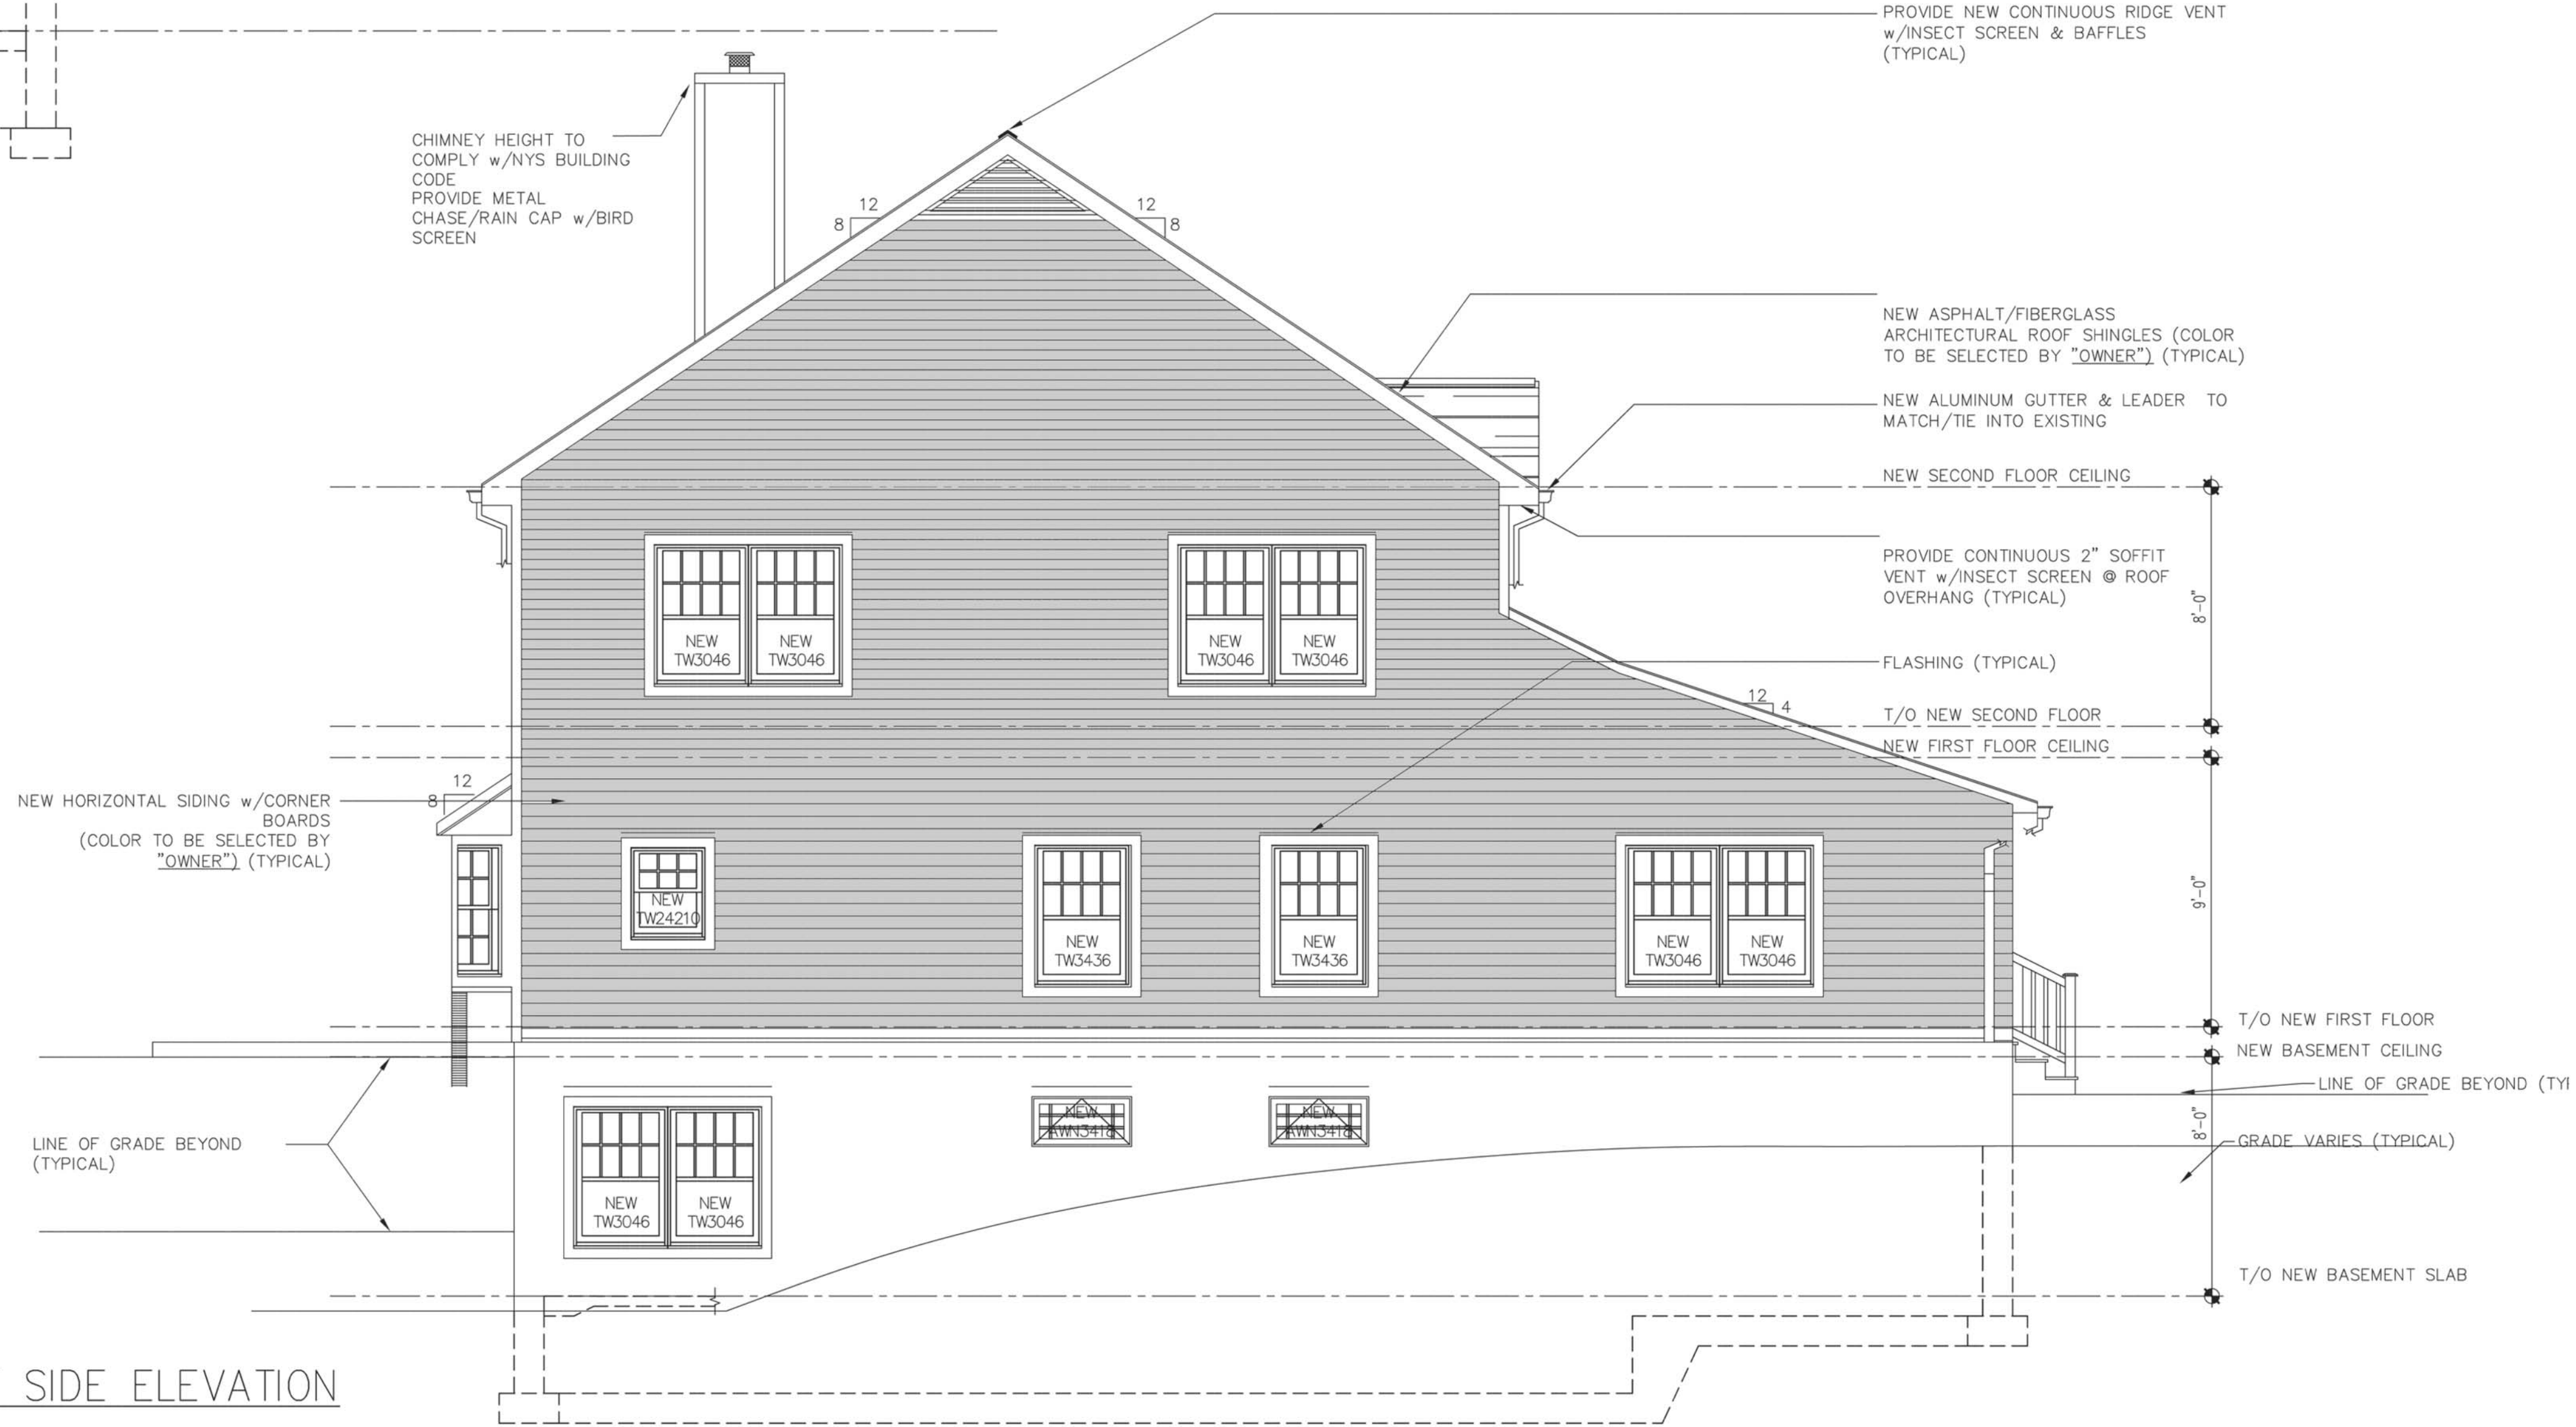 PROVIDE NEW CONTINUOUS RIDGE VENT
w/INSECT SCREEN & BAFFLES
(TYPICAL)
CHIMNEY HEIGHT TO
COMPLY w/NYS BUILDING
CODE
PROVIDE METAL
CHASE/RAIN CAP w/BIRD
SCREEN
12
8
12
8
NEW ASPHALT/FIBERGLASS
ARCHITECTURAL ROOF SHINGLES (COLOR
TO BE SELECTED BY "OWNER") (TYPICAL)
NEW ALUMINUM GUTTER & LEADER TO
MATCH/TIE INTO EXISTING
NEW SECOND FLOOR CEILING
PROVIDE CONTINUOUS 2" SOFFIT
VENT w/INSECT SCREEN @ ROOF
OVERHANG (TYPICAL)
8'-0"
NEW
TW3046
NEW
TW3046
NEW
TW3046
NEW
TW3046
FLASHING (TYPICAL)
12
4
T/O NEW SECOND FLOOR
NEW FIRST FLOOR CEILING
12
8
NEW HORIZONTAL SIDING w/CORNER
BOARDS
(COLOR TO BE SELECTED BY
"OWNER") (TYPICAL)
9'-0"
NEW
TW24210
NEW
TW3436
NEW
TW3436
NEW
TW3046
NEW
TW3046
T/O NEW FIRST FLOOR
NEW BASEMENT CEILING
LINE OF GRADE BEYOND (TYP
8'-0"
GRADE VARIES (TYPICAL)
LINE OF GRADE BEYOND
(TYPICAL)
NEW
AWN3418
NEW
AWN3418
NEW
TW3046
NEW
TW3046
T/O NEW BASEMENT SLAB
SIDE ELEVATION